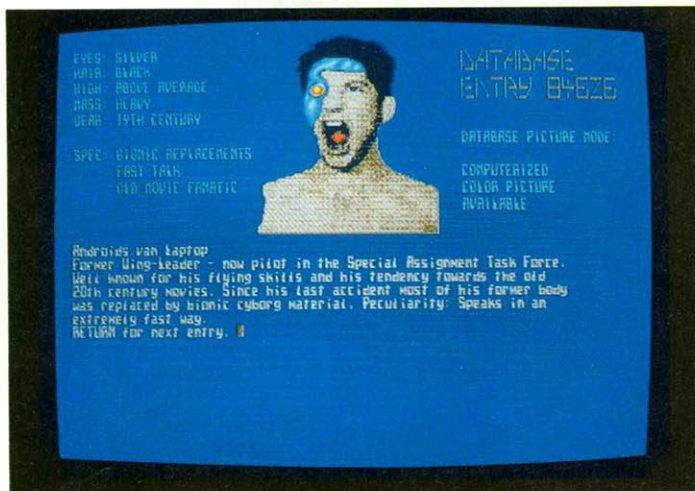 EYES: SILVER
HAIR: BLACK
HIGH: ABOVE AVERAGE
MASS: HEAVY
YEAR: 19TH CENTURY
SPEC: BIONIC REPLACEMENTS
FAST TALK
OLD MOVIE FANATIC
DATABASE
ENTRY 84626
DATABASE PICTURE MODE:
COMPUTERIZED
COLOR PICTURE
AVAILABLE
Androids van Laptop
Former Wing-Leader - now pilot in the Special Assignment Task Force.
Well known for his flying skills and his tendency towards the old
20th century movies. Since his last accident most of his former body
was replaced by bionic cyborg material. Peculiarity: Speaks in an
extremely fast way.
RETURN for next entry.